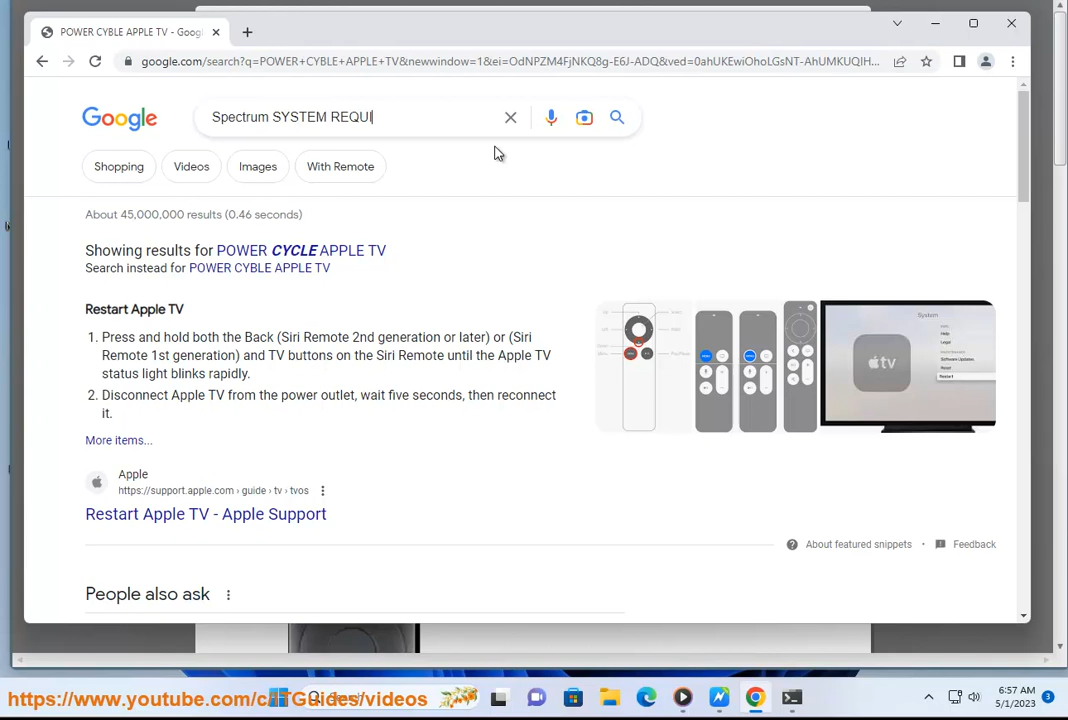 POWER CYBLE APPLE TV - Goog
google.com/search?q=POWER+CYBLE+APPLE+TV&newwindow=1&ei=OdNPZM4FjNKQ8g-E6J-ADQ&ved=0ahUKEwiOhoLGsNT-AhUMKUQIH...
Google
Spectrum SYSTEM REQUI
Shopping
Videos
Images
With Remote
About 45,000,000 results (0.46 seconds)
Showing results for POWER CYCLE APPLE TV
Search instead for POWER CYBLE APPLE TV
Restart Apple TV
1. Press and hold both the Back (Siri Remote 2nd generation or later) or (Siri
Remote 1st generation) and TV buttons on the Siri Remote until the Apple TV
status light blinks rapidly.
2. Disconnect Apple TV from the power outlet, wait five seconds, then reconnect
it.
More items...
System
tv
Apple
https://support.apple.com › guide › tv › tvos
Restart Apple TV - Apple Support
About featured snippets
•
Feedback
People also ask
https://www.youtube.com/c/ITGuides/videos
6:57 AM
5/1/2023
3